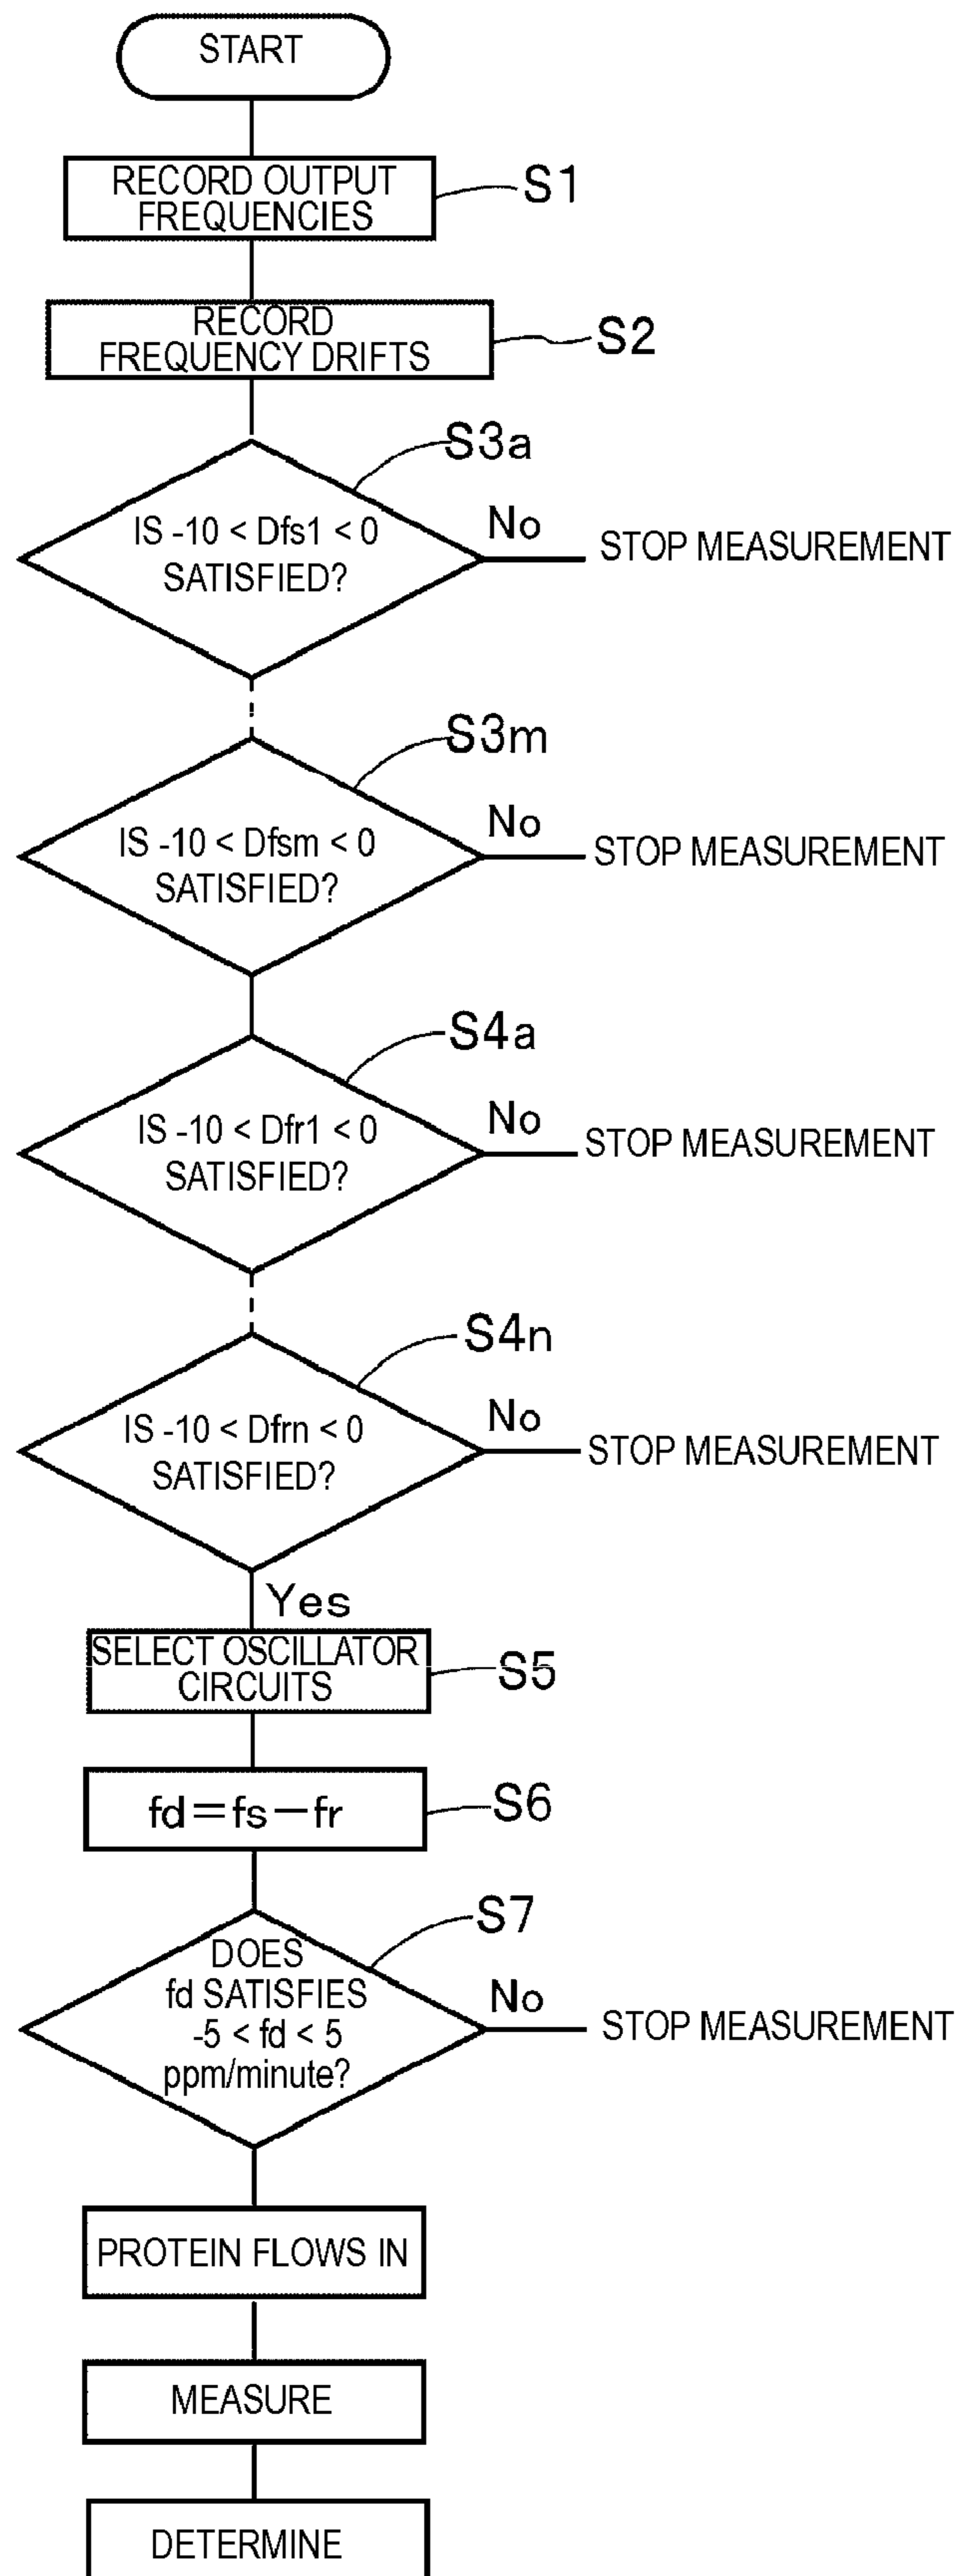 START
RECORD OUTPUT
FREQUENCIES
S1
RECORD
FREQUENCY DRIFTS
S2
S3a
IS -10 < Dfs1 < 0
SATISFIED?
No
STOP MEASUREMENT
S3m
IS -10 < Dfsm < 0
SATISFIED?
No
STOP MEASUREMENT
S4a
IS -10 < Dfr1 < 0
SATISFIED?
No
STOP MEASUREMENT
S4n
IS -10 < Dfrn < 0
SATISFIED?
No
STOP MEASUREMENT
Yes
SELECT OSCILLATOR
CIRCUITS
S5
fd=fs-fr
S6
S7
DOES
fd SATISFIES
-5 < fd < 5
ppm/minute?
No
STOP MEASUREMENT
PROTEIN FLOWS IN
MEASURE
DETERMINE